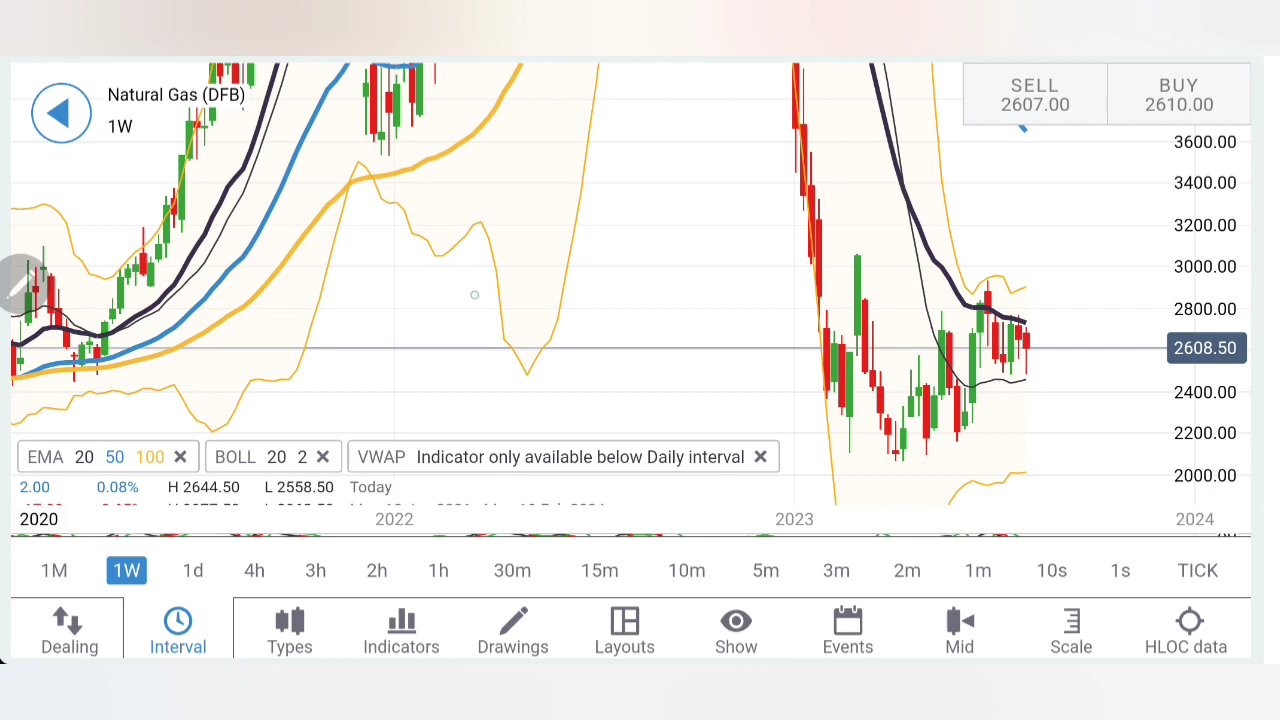 Natural Gas (DFB)
1W
SELL
2607.00
BUY
2610.00
3600.00
3400.00
3200.00
3000.00
2800.00
2608.50
2400.00
2200.00
2000.00
EMA 20 50 100
BOLL 20 2
VWAP Indicator only available below Daily interval
2.00 0.08% H 2644.50 L 2558.50 Today
2020 2022 2023 2024
1M 1W 1d 4h 3h 2h 1h 30m 15m 10m 5m 3m 2m 1m 10s 1s TICK
Dealing Interval Types Indicators Drawings Layouts Show Events Mid Scale HLOC data